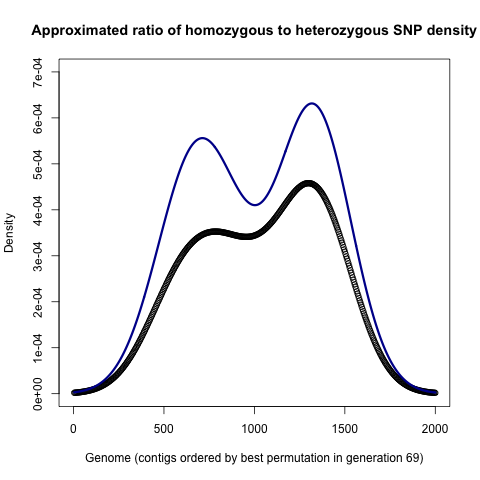 Approximated ratio of homozygous to heterozygous SNP density
Density
7e-04
6e-04
5e-04
4e-04
3e-04
2e-04
1e-04
0e+00
0 500 1000 1500 2000
Genome (contigs ordered by best permutation in generation 69)